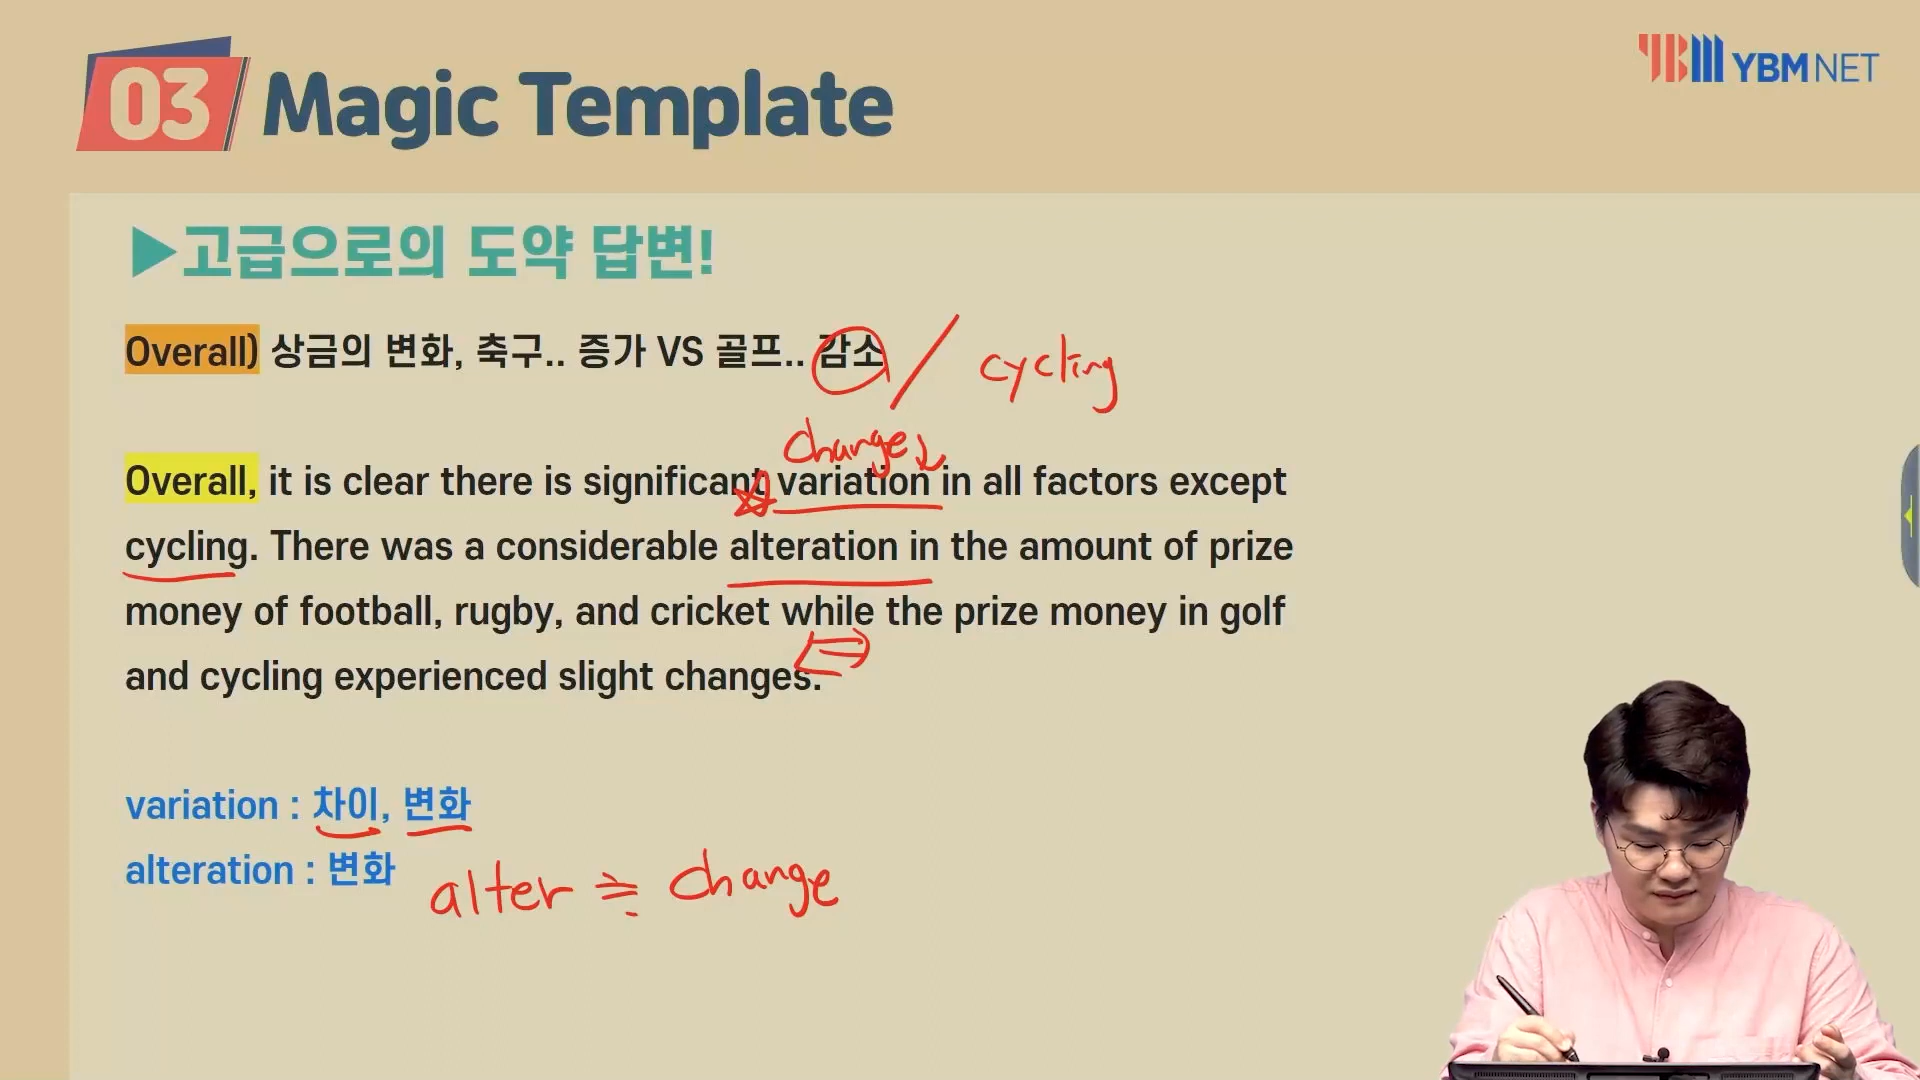 03 Magic Template
YBMNET
▶고급으로의 도약 답변!
Overall) 상금의 변화, 축구.. 증가 VS 골프.. 감소 / cycling
change
Overall, it is clear there is significant variation in all factors except
cycling. There was a considerable alteration in the amount of prize
money of football, rugby, and cricket while the prize money in golf
and cycling experienced slight changes.
variation : 차이, 변화
alteration : 변화
alter ≒ change